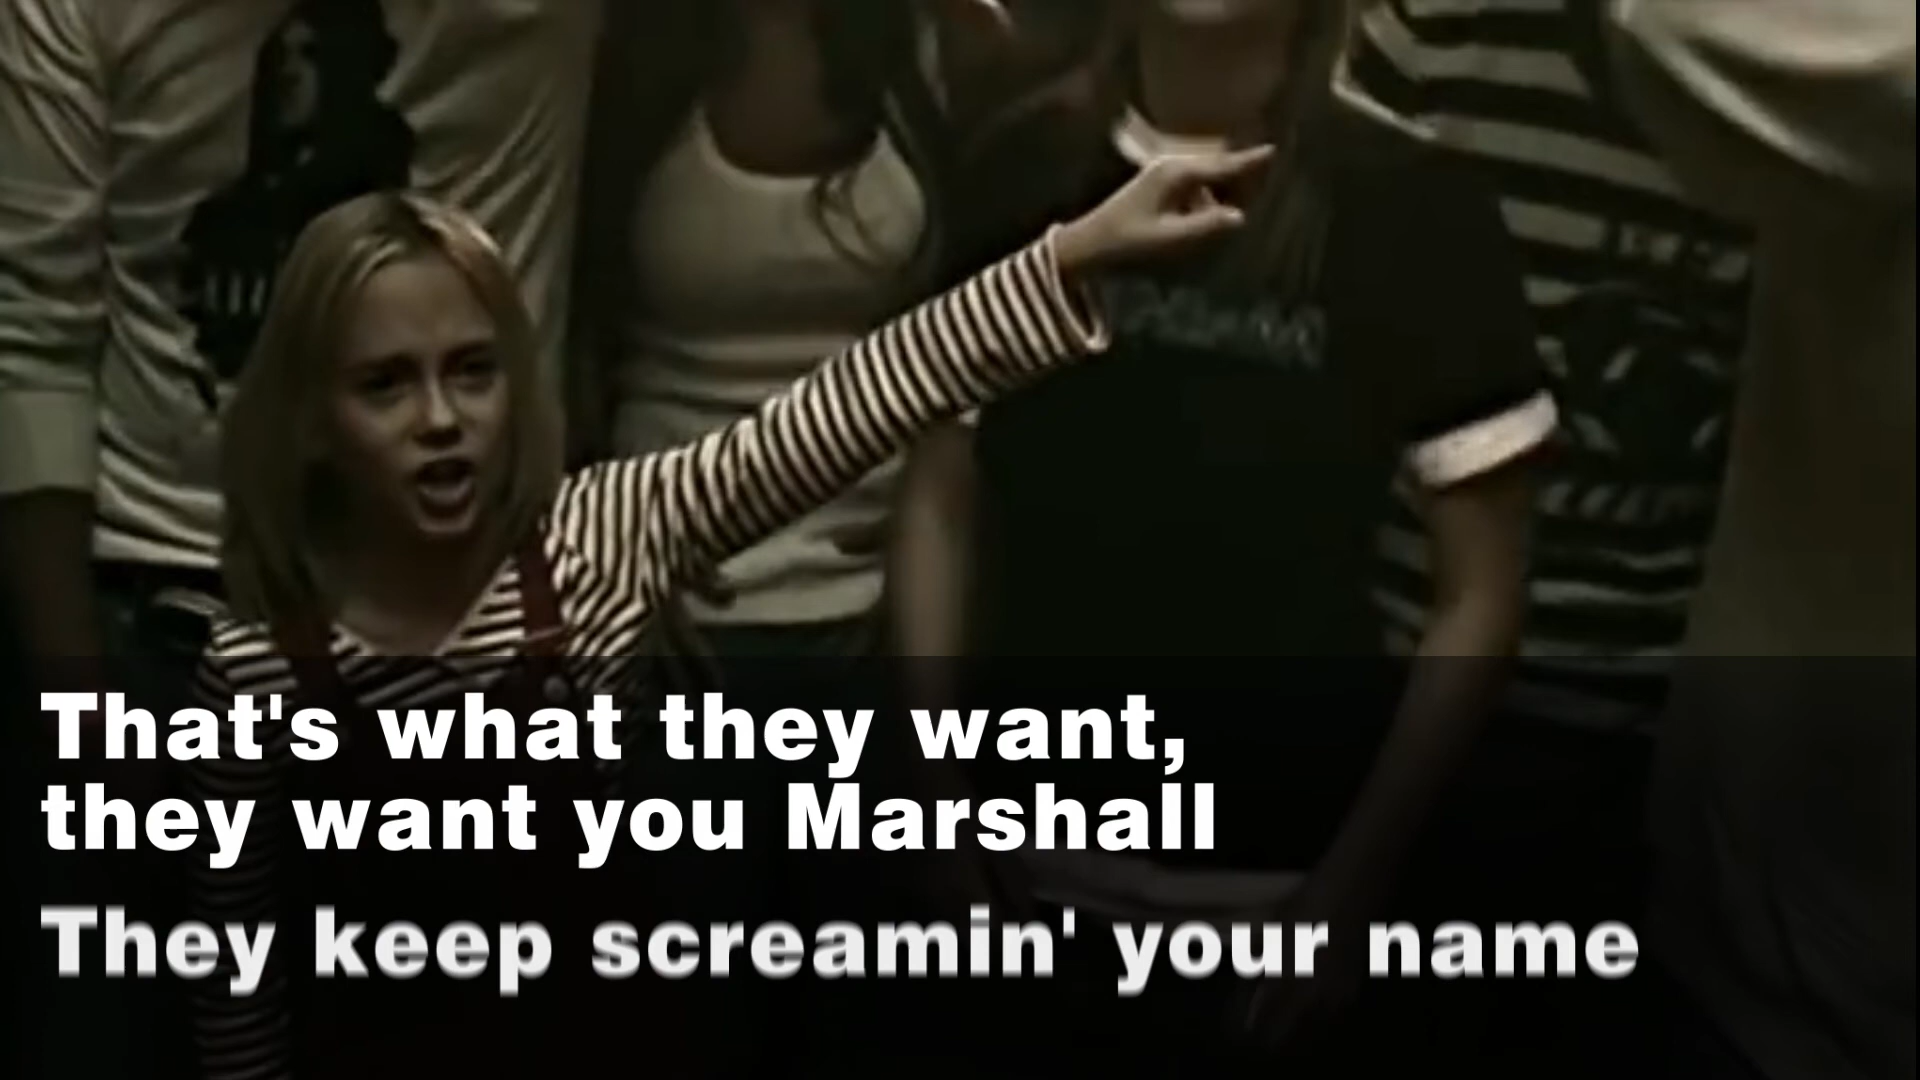 That's what they want,
they want you Marshall
They keep screamin' your name